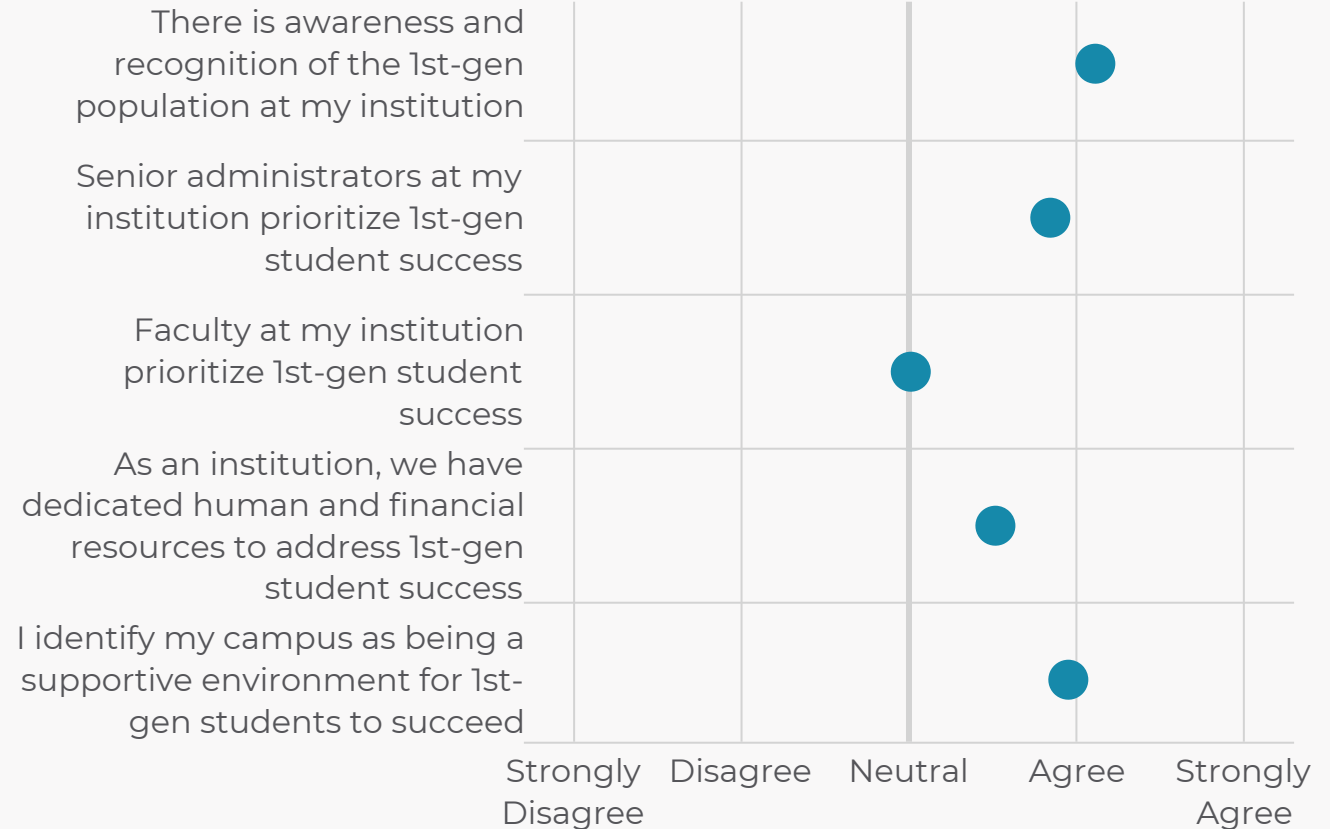 There is awareness and
recognition of the 1st-gen
population at my institution
Senior administrators at my
institution prioritize 1st-gen
student success
Faculty at my institution
prioritize 1st-gen student
success
As an institution, we have
dedicated human and financial
resources to address 1st-gen
student success
I identify my campus as being a
supportive environment for 1st-
gen students to succeed
Strongly Disagree Neutral Agree Strongly
Disagree Agree